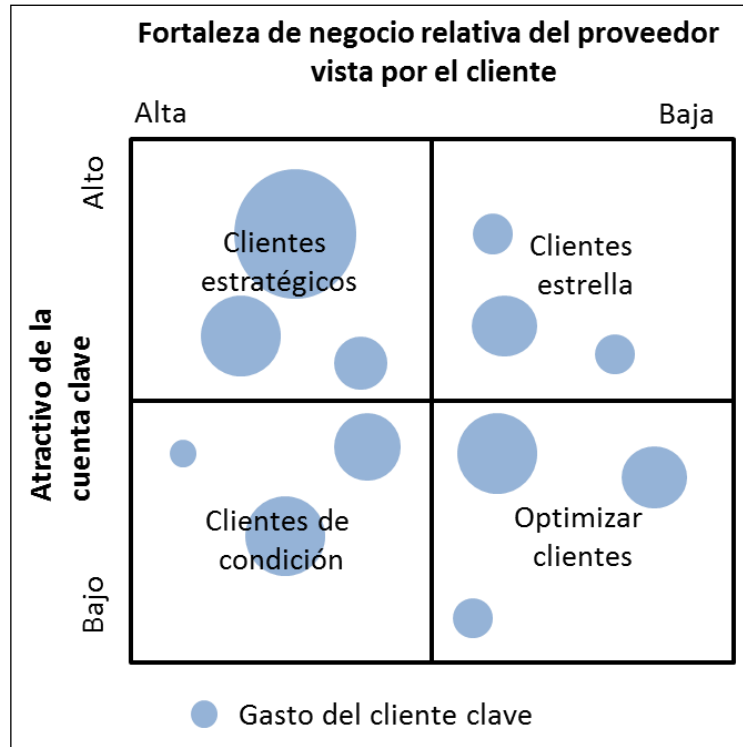 Fortaleza de negocio relativa del proveedor
vista por el cliente
Alta
Baja
Atractivo de la
cuenta clave
Alto
Bajo
Clientes
estratégicos
Clientes
estrella
Clientes de
condición
Optimizar
clientes
Gasto del cliente clave